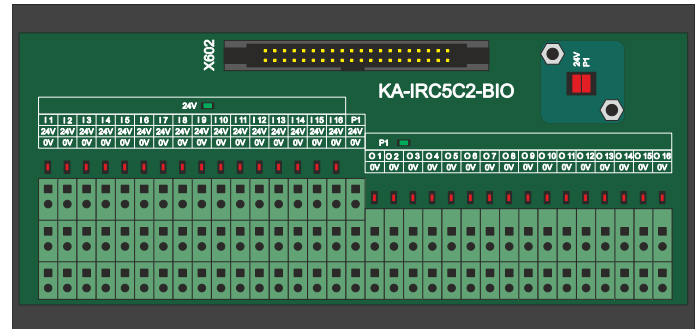 X602
24V
P1
KA-IRC5C2-BIO
24V
I 1 I 2 I 3 I 4 I 5 I 6 I 7 I 8 I 9 I 10 I 11 I 12 I 13 I 14 I 15 I 16 P1
24V 24V 24V 24V 24V 24V 24V 24V 24V 24V 24V 24V 24V 24V 24V 24V 24V
0V 0V 0V 0V 0V 0V 0V 0V 0V 0V 0V 0V 0V 0V 0V 0V 0V
P1
O 1 O 2 O 3 O 4 O 5 O 6 O 7 O 8 O 9 O 10 O 11 O 12 O 13 O 14 O 15 O 16
0V 0V 0V 0V 0V 0V 0V 0V 0V 0V 0V 0V 0V 0V 0V 0V